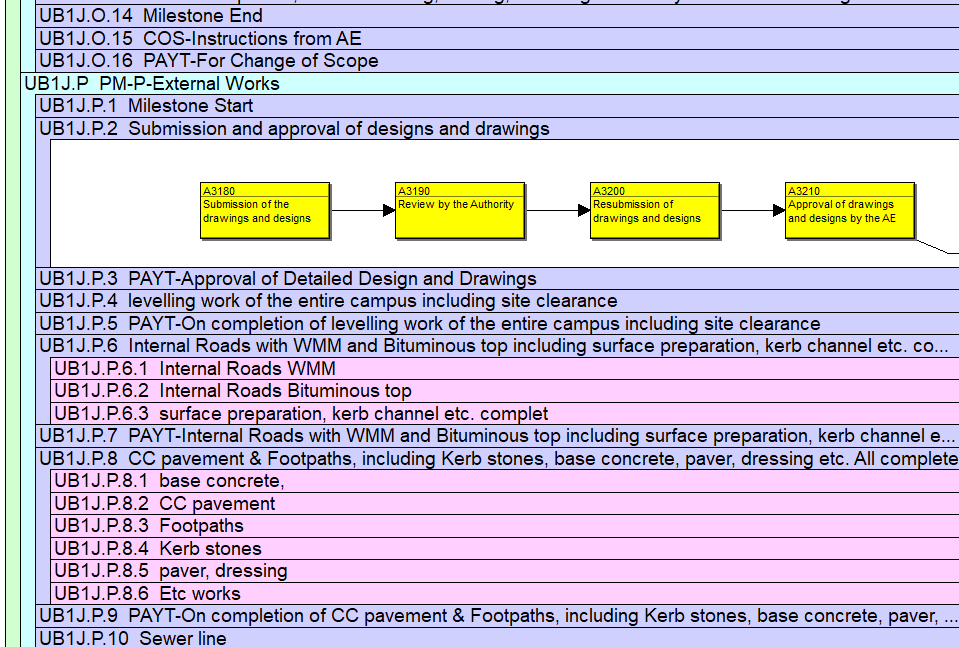 UB1J.O.14 Milestone End
UB1J.O.15 COS-Instructions from AE
UB1J.O.16 PAYT-For Change of Scope
UB1J.P PM-P-External Works
UB1J.P.1 Milestone Start
UB1J.P.2 Submission and approval of designs and drawings
A3180
Submission of the
drawings and designs
A3190
Review by the Authority
A3200
Resubmission of
drawings and designs
A3210
Approval of drawings
and designs by the AE
UB1J.P.3 PAYT-Approval of Detailed Design and Drawings
UB1J.P.4 levelling work of the entire campus including site clearance
UB1J.P.5 PAYT-On completion of levelling work of the entire campus including site clearance
UB1J.P.6 Internal Roads with WMM and Bituminous top including surface preparation, kerb channel etc. co...
UB1J.P.6.1 Internal Roads WMM
UB1J.P.6.2 Internal Roads Bituminous top
UB1J.P.6.3 surface preparation, kerb channel etc. complet
UB1J.P.7 PAYT-Internal Roads with WMM and Bituminous top including surface preparation, kerb channel e...
UB1J.P.8 CC pavement & Footpaths, including Kerb stones, base concrete, paver, dressing etc. All complete
UB1J.P.8.1 base concrete,
UB1J.P.8.2 CC pavement
UB1J.P.8.3 Footpaths
UB1J.P.8.4 Kerb stones
UB1J.P.8.5 paver, dressing
UB1J.P.8.6 Etc works
UB1J.P.9 PAYT-On completion of CC pavement & Footpaths, including Kerb stones, base concrete, paver, ...
UB1J.P.10 Sewer line